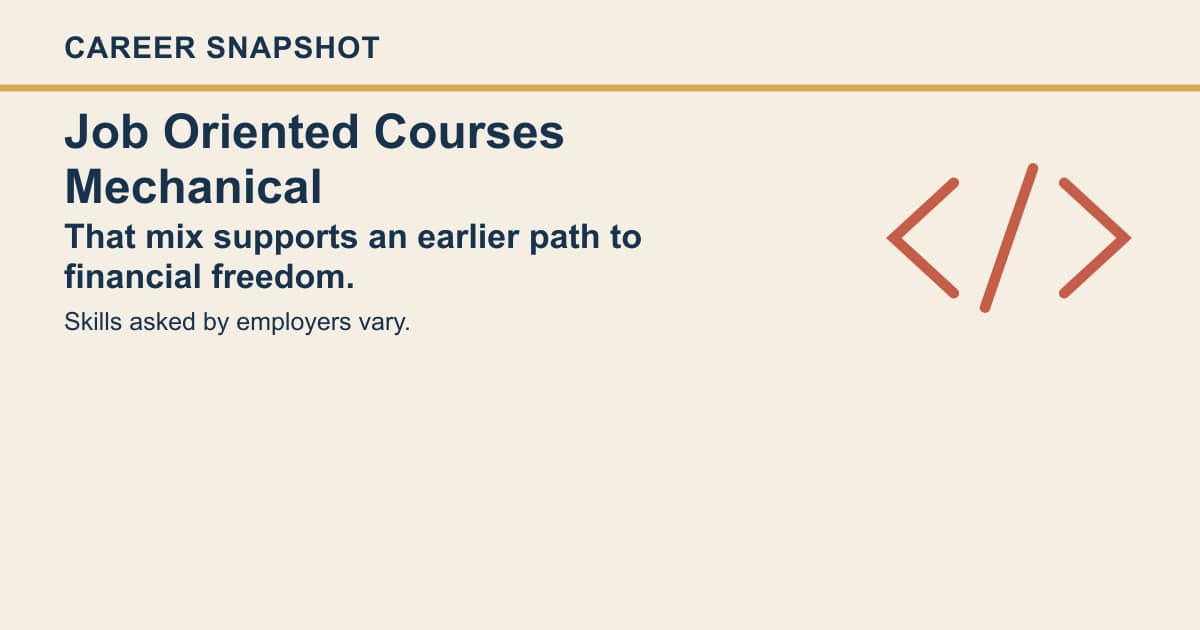 CAREER SNAPSHOT
Job Oriented Courses
Mechanical
That mix supports an earlier path to
financial freedom.
Skills asked by employers vary.